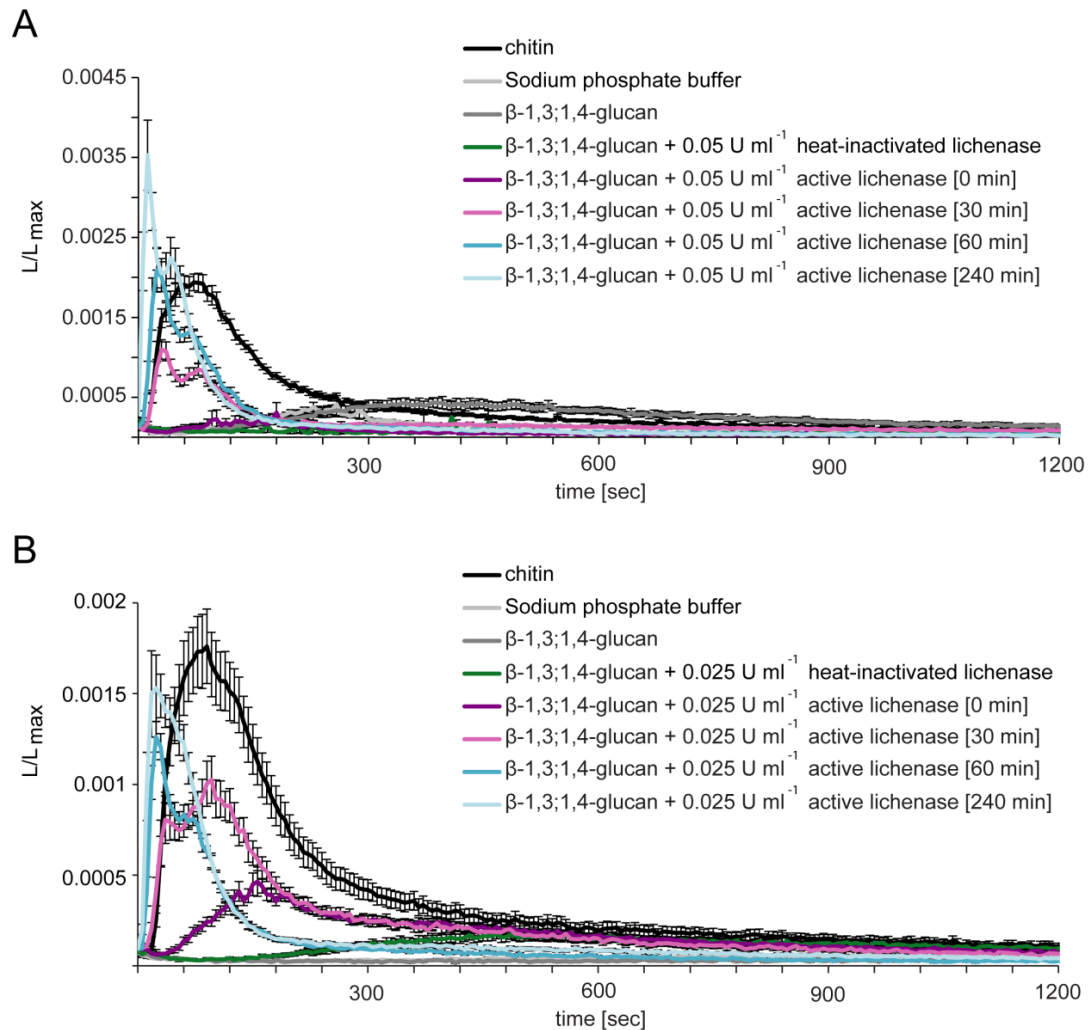 A
chitin
Sodium phosphate buffer
β-1,3;1,4-glucan
β-1,3;1,4-glucan + 0.05 U ml⁻¹ heat-inactivated lichenase
β-1,3;1,4-glucan + 0.05 U ml⁻¹ active lichenase [0 min]
β-1,3;1,4-glucan + 0.05 U ml⁻¹ active lichenase [30 min]
β-1,3;1,4-glucan + 0.05 U ml⁻¹ active lichenase [60 min]
β-1,3;1,4-glucan + 0.05 U ml⁻¹ active lichenase [240 min]
0.0045
0.0035
0.0025
0.0015
0.0005
L/Lmax
300
600
900
1200
time [sec]
B
chitin
Sodium phosphate buffer
β-1,3;1,4-glucan
β-1,3;1,4-glucan + 0.025 U ml⁻¹ heat-inactivated lichenase
β-1,3;1,4-glucan + 0.025 U ml⁻¹ active lichenase [0 min]
β-1,3;1,4-glucan + 0.025 U ml⁻¹ active lichenase [30 min]
β-1,3;1,4-glucan + 0.025 U ml⁻¹ active lichenase [60 min]
β-1,3;1,4-glucan + 0.025 U ml⁻¹ active lichenase [240 min]
0.002
0.0015
0.001
0.0005
L/Lmax
300
600
900
1200
time [sec]